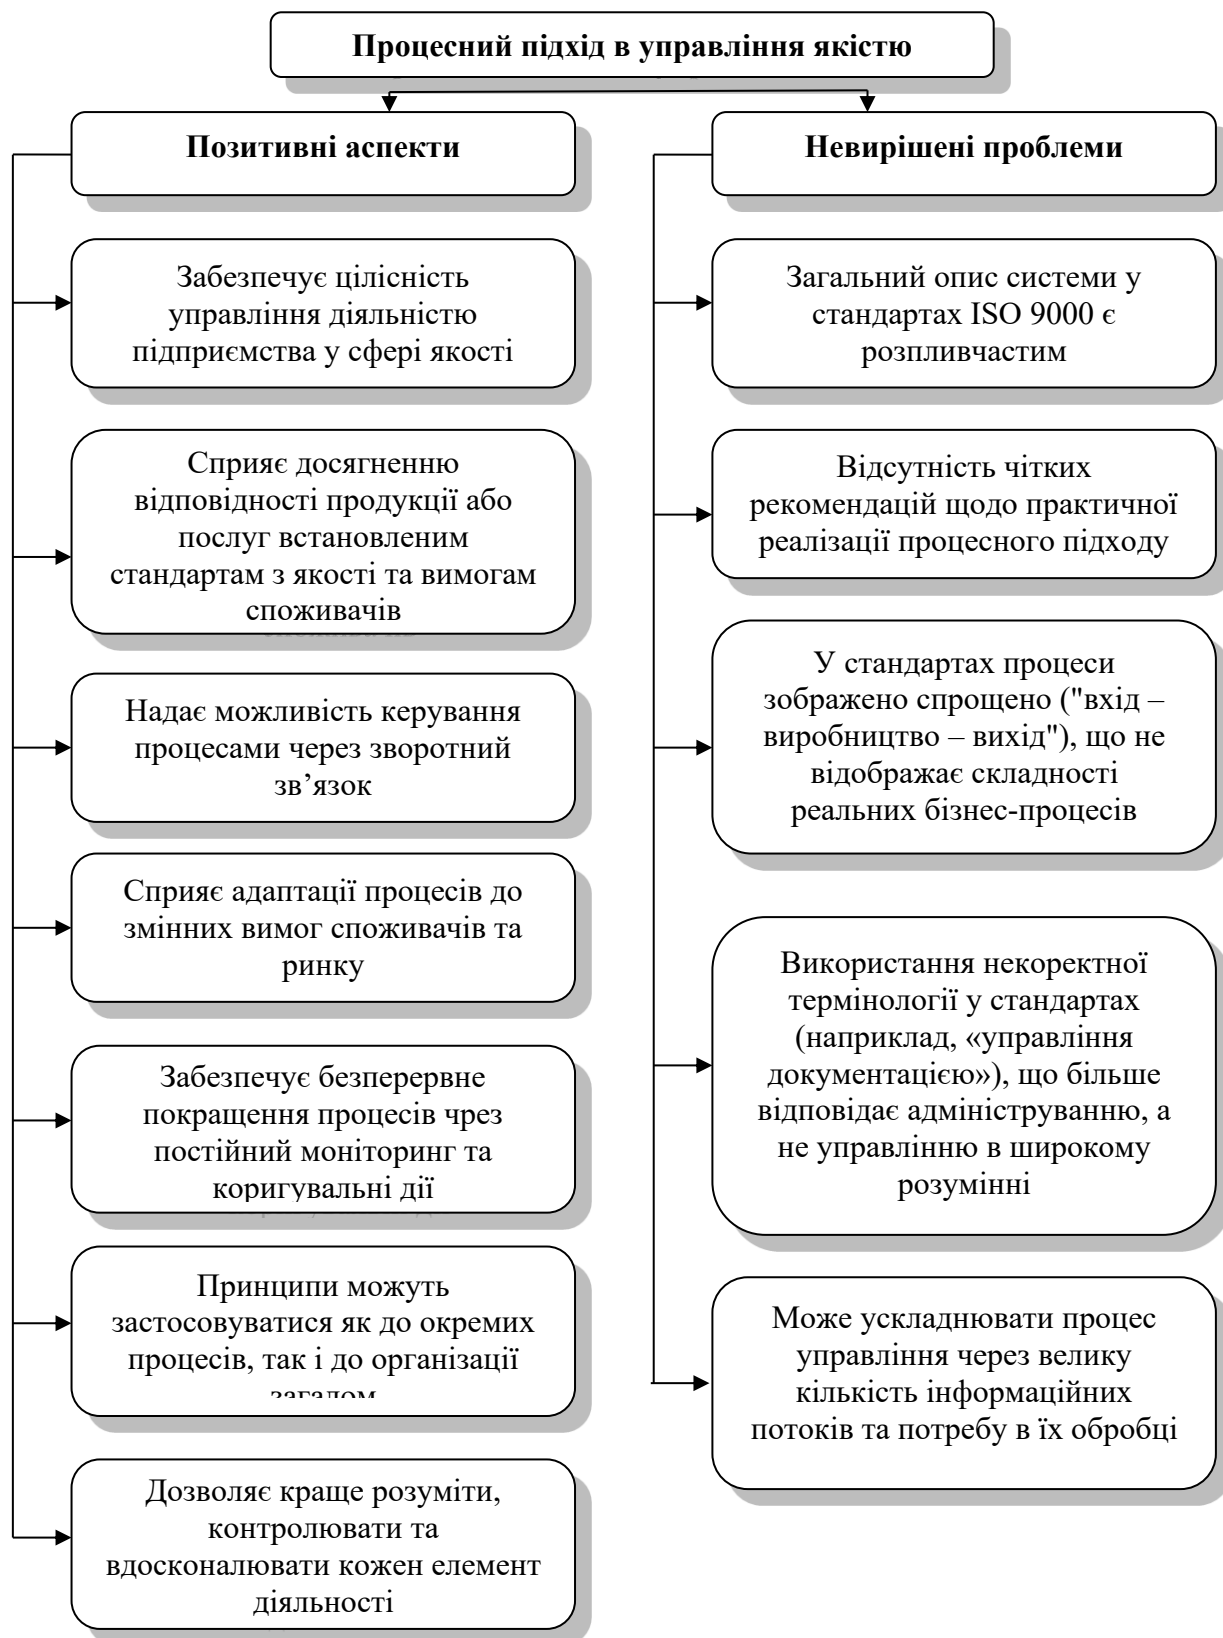 Процесний підхід в управління якістю
Позитивні аспекти
Забезпечує цілісність
управління діяльністю
підприємства у сфері якості
Сприяє досягненню
відповідності продукції або
послуг встановленим
стандартам з якості та вимогам
споживачів
Надає можливість керування
процесами через зворотний
зв’язок
Сприяє адаптації процесів до
змінних вимог споживачів та
ринку
Забезпечує безперервне
покращення процесів чрез
постійний моніторинг та
коригувальні дії
Принципи можуть
застосовуватися як до окремих
процесів, так і до організації
загалом
Дозволяє краще розуміти,
контролювати та
вдосконалювати кожен елемент
діяльності
Невирішені проблеми
Загальний опис системи у
стандартах ISO 9000 є
розпливчастим
Відсутність чітких
рекомендацій щодо практичної
реалізації процесного підходу
У стандартах процеси
зображено спрощено ("вхід –
виробництво – вихід"), що не
відображає складності
реальних бізнес-процесів
Використання некоректної
термінології у стандартах
(наприклад, «управління
документацією»), що більше
відповідає адмініструванню, а
не управлінню в широкому
розумінні
Може ускладнювати процес
управління через велику
кількість інформаційних
потоків та потребу в їх обробці